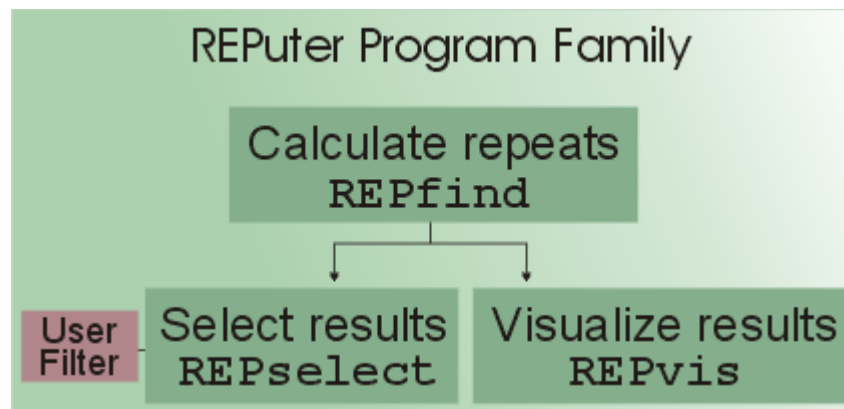 REPuter Program Family
Calculate repeats
REPfind
User
Filter
Select results
REPselect
Visualize results
REPvis